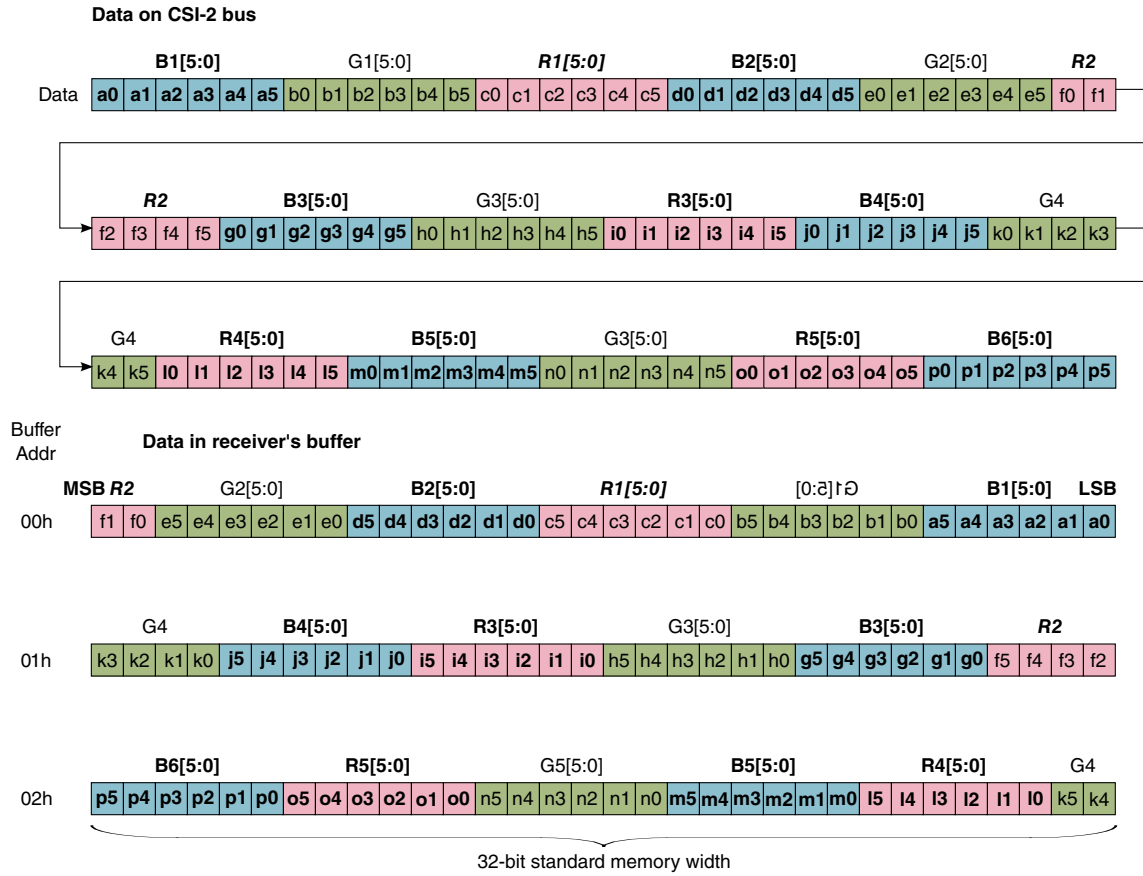 Data on CSI-2 bus
B1[5:0] G1[5:0] R1[5:0] B2[5:0] G2[5:0] R2
Data a0 a1 a2 a3 a4 a5 b0 b1 b2 b3 b4 b5 c0 c1 c2 c3 c4 c5 d0 d1 d2 d3 d4 d5 e0 e1 e2 e3 e4 e5 f0 f1
R2 B3[5:0] G3[5:0] R3[5:0] B4[5:0] G4
f2 f3 f4 f5 g0 g1 g2 g3 g4 g5 h0 h1 h2 h3 h4 h5 i0 i1 i2 i3 i4 i5 j0 j1 j2 j3 j4 j5 k0 k1 k2 k3
G4 R4[5:0] B5[5:0] G3[5:0] R5[5:0] B6[5:0]
k4 k5 l0 l1 l2 l3 l4 l5 m0 m1 m2 m3 m4 m5 n0 n1 n2 n3 n4 n5 o0 o1 o2 o3 o4 o5 p0 p1 p2 p3 p4 p5
Buffer
Addr
Data in receiver's buffer
MSB R2 G2[5:0] B2[5:0] R1[5:0] G1[5:0] B1[5:0] LSB
00h f1 f0 e5 e4 e3 e2 e1 e0 d5 d4 d3 d2 d1 d0 c5 c4 c3 c2 c1 c0 b5 b4 b3 b2 b1 b0 a5 a4 a3 a2 a1 a0
G4 B4[5:0] R3[5:0] G3[5:0] B3[5:0] R2
01h k3 k2 k1 k0 j5 j4 j3 j2 j1 j0 i5 i4 i3 i2 i1 i0 h5 h4 h3 h2 h1 h0 g5 g4 g3 g2 g1 g0 f5 f4 f3 f2
B6[5:0] R5[5:0] G5[5:0] B5[5:0] R4[5:0] G4
02h p5 p4 p3 p2 p1 p0 o5 o4 o3 o2 o1 o0 n5 n4 n3 n2 n1 n0 m5 m4 m3 m2 m1 m0 l5 l4 l3 l2 l1 l0 k5 k4
32-bit standard memory width